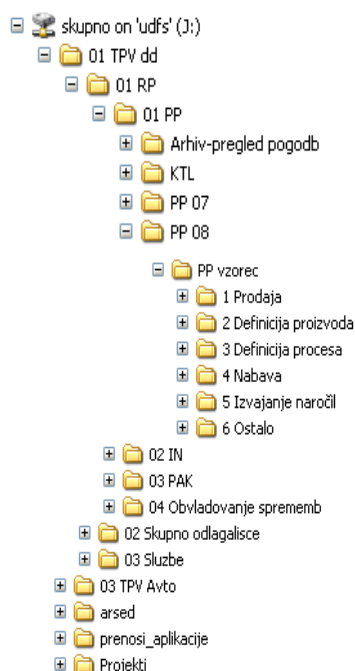 skupno on 'udfs' (J:)
01 TPV dd
01 RP
01 PP
Arhiv-pregled pogodb
KTL
PP 07
PP 08
PP vzorec
1 Prodaja
2 Definicija proizvoda
3 Definicija procesa
4 Nabava
5 Izvajanje naročil
6 Ostalo
02 IN
03 PAK
04 Obvladovanje sprememb
02 Skupno odlagalisce
03 Sluzbe
03 TPV Avto
arsed
prenosi_aplikacije
Projekti